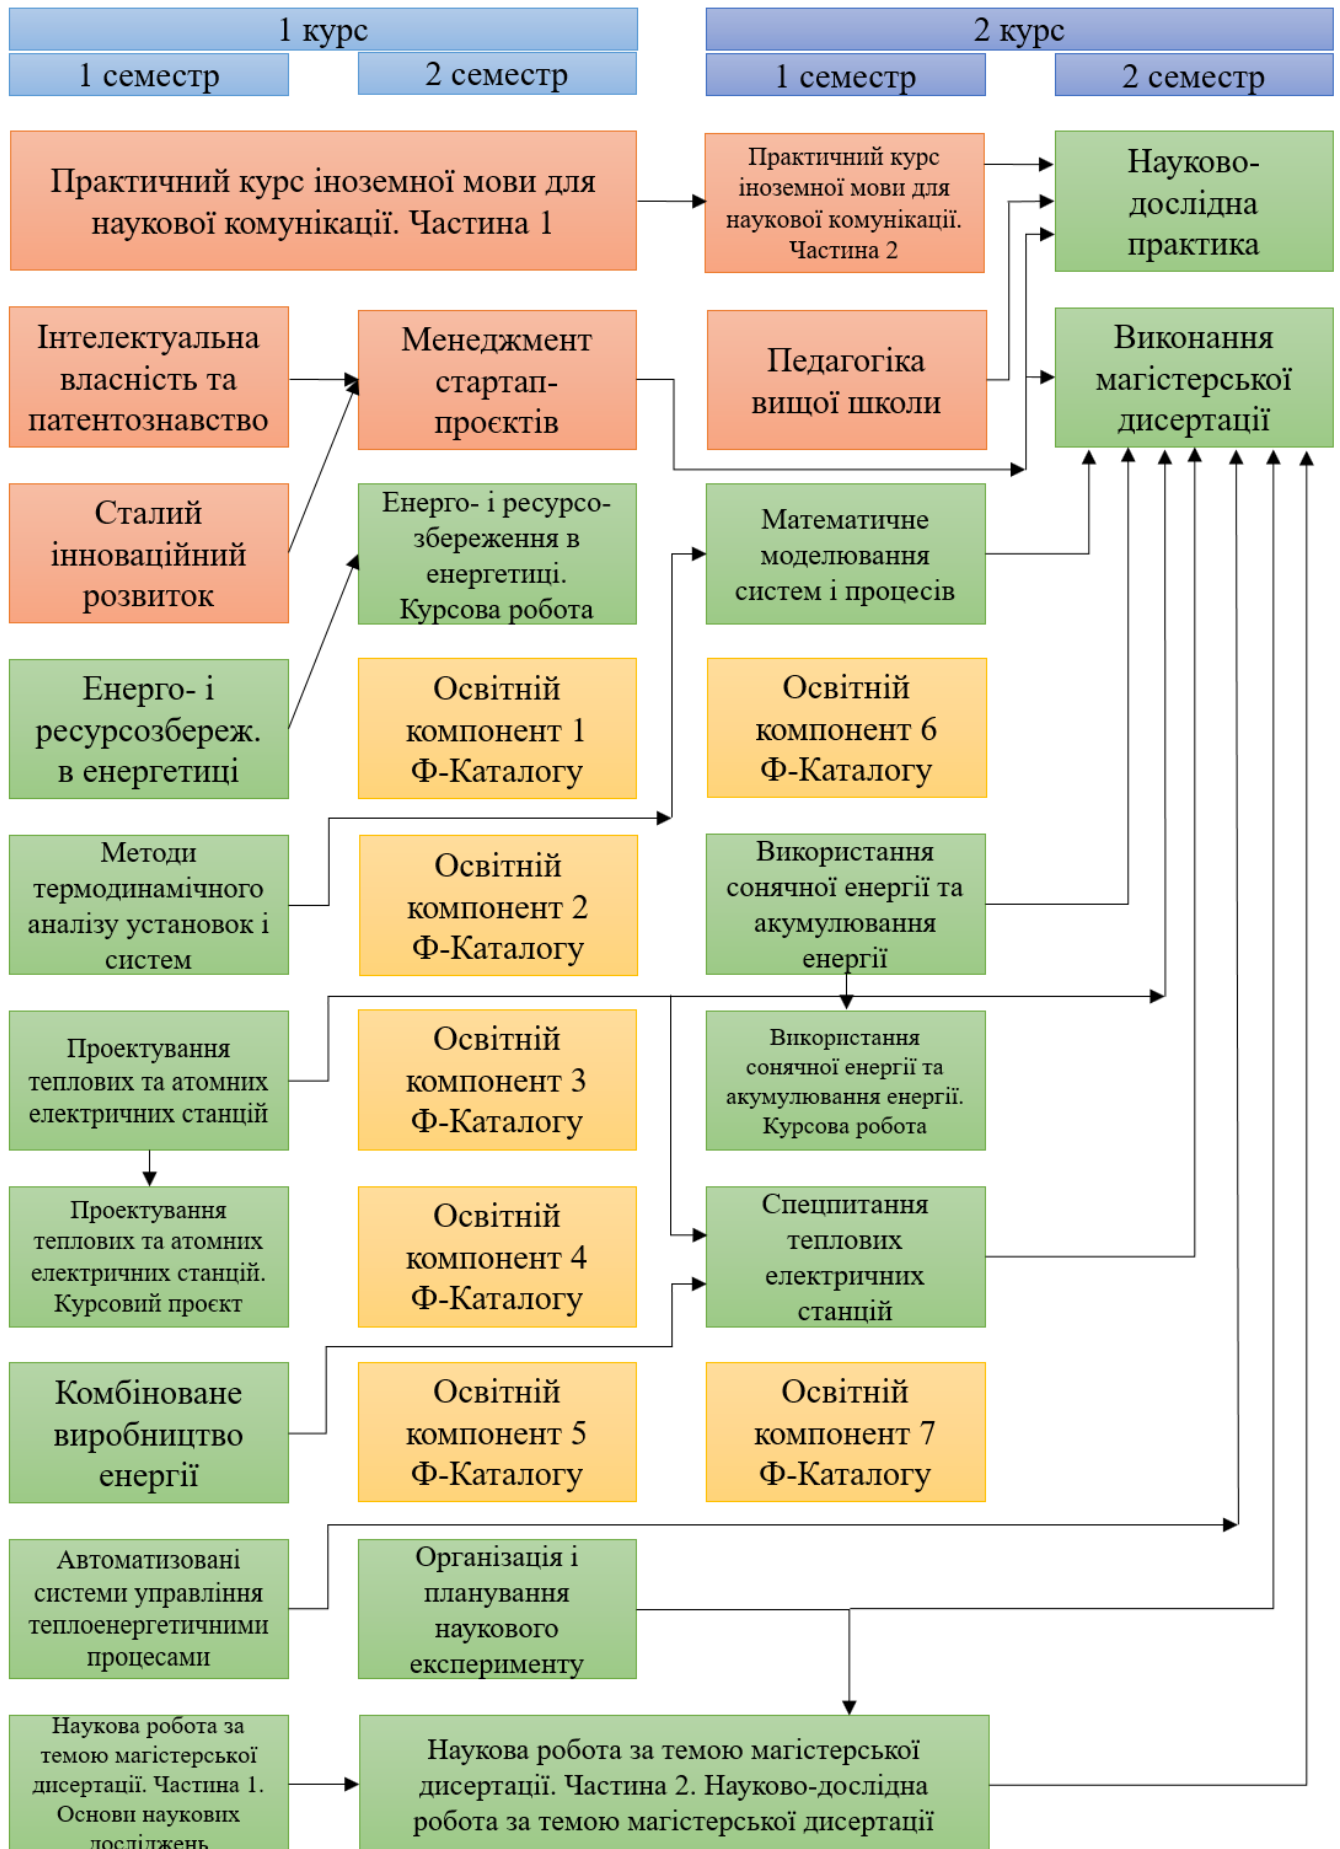 1 курс
2 курс
1 семестр
2 семестр
1 семестр
2 семестр
Практичний курс іноземної мови для
наукової комунікації. Частина 1
Практичний курс
іноземної мови для
наукової комунікації.
Частина 2
Науково-
дослідна
практика
Інтелектуальна
власність та
патентознавство
Менеджмент
стартап-
проєктів
Педагогіка
вищої школи
Виконання
магістерської
дисертації
Сталий
інноваційний
розвиток
Енерго- і ресурсо-
збереження в
енергетиці.
Курсова робота
Математичне
моделювання
систем і процесів
Енерго- і
ресурсозбереж.
в енергетиці
Освітній
компонент 1
Ф-Каталогу
Освітній
компонент 6
Ф-Каталогу
Методи
термодинамічного
аналізу установок і
систем
Освітній
компонент 2
Ф-Каталогу
Використання
сонячної енергії та
акумулювання
енергії
Проектування
теплових та атомних
електричних станцій
Освітній
компонент 3
Ф-Каталогу
Використання
сонячної енергії та
акумулювання енергії.
Курсова робота
Проектування
теплових та атомних
електричних станцій.
Курсовий проєкт
Освітній
компонент 4
Ф-Каталогу
Спецпитання
теплових
електричних
станцій
Комбіноване
виробництво
енергії
Освітній
компонент 5
Ф-Каталогу
Освітній
компонент 7
Ф-Каталогу
Автоматизовані
системи управління
теплоенергетичними
процесами
Організація і
планування
наукового
експерименту
Наукова робота за
темою магістерської
дисертації. Частина 1.
Основи наукових
досліджень
Наукова робота за темою магістерської
дисертації. Частина 2. Науково-дослідна
робота за темою магістерської дисертації